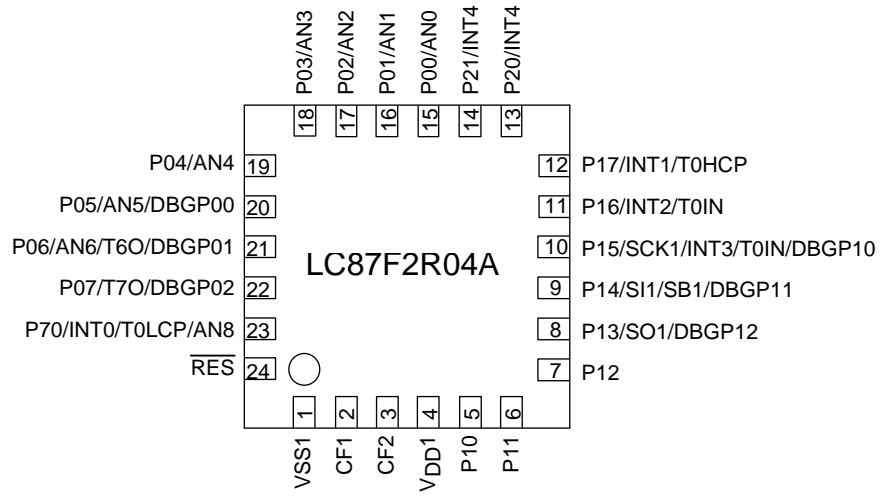 P03/AN3
P02/AN2
P01/AN1
P00/AN0
P21/INT4
P20/INT4
18
17
16
15
14
13
P04/AN4
19
12
P17/INT1/T0HCP
P05/AN5/DBGP00
20
11
P16/INT2/T0IN
P06/AN6/T6O/DBGP01
21
10
P15/SCK1/INT3/T0IN/DBGP10
LC87F2R04A
P07/T7O/DBGP02
22
9
P14/SI1/SB1/DBGP11
P70/INT0/T0LCP/AN8
23
8
P13/SO1/DBGP12
RES
24
7
P12
1
2
3
4
5
6
VSS1
CF1
CF2
VDD1
P10
P11